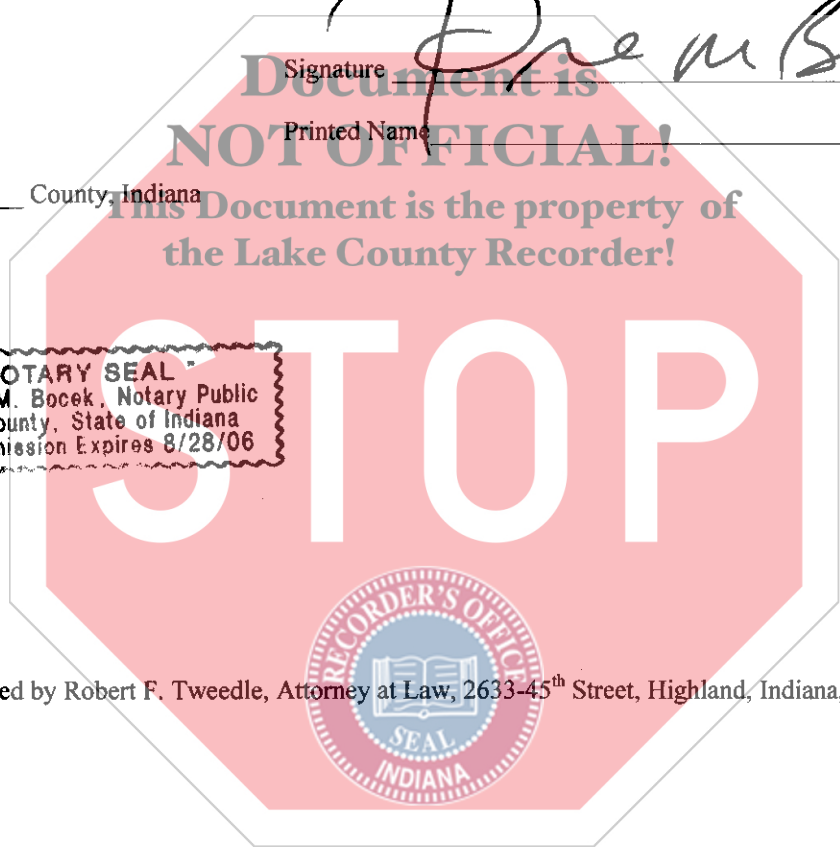 Signature
Document is
Printed Name
NOT OFFICIAL!
County, Indiana
This Document is the property of
the Lake County Recorder!
STOP
OTARY SEAL
M. Bocek, Notary Public
ounty, State of Indiana
ission Expires 8/28/06
RECORDER'S OFFICE
ed by Robert F. Tweedle, Attorney at Law, 2633-45th Street, Highland, Indiana,
SEAL
INDIANA